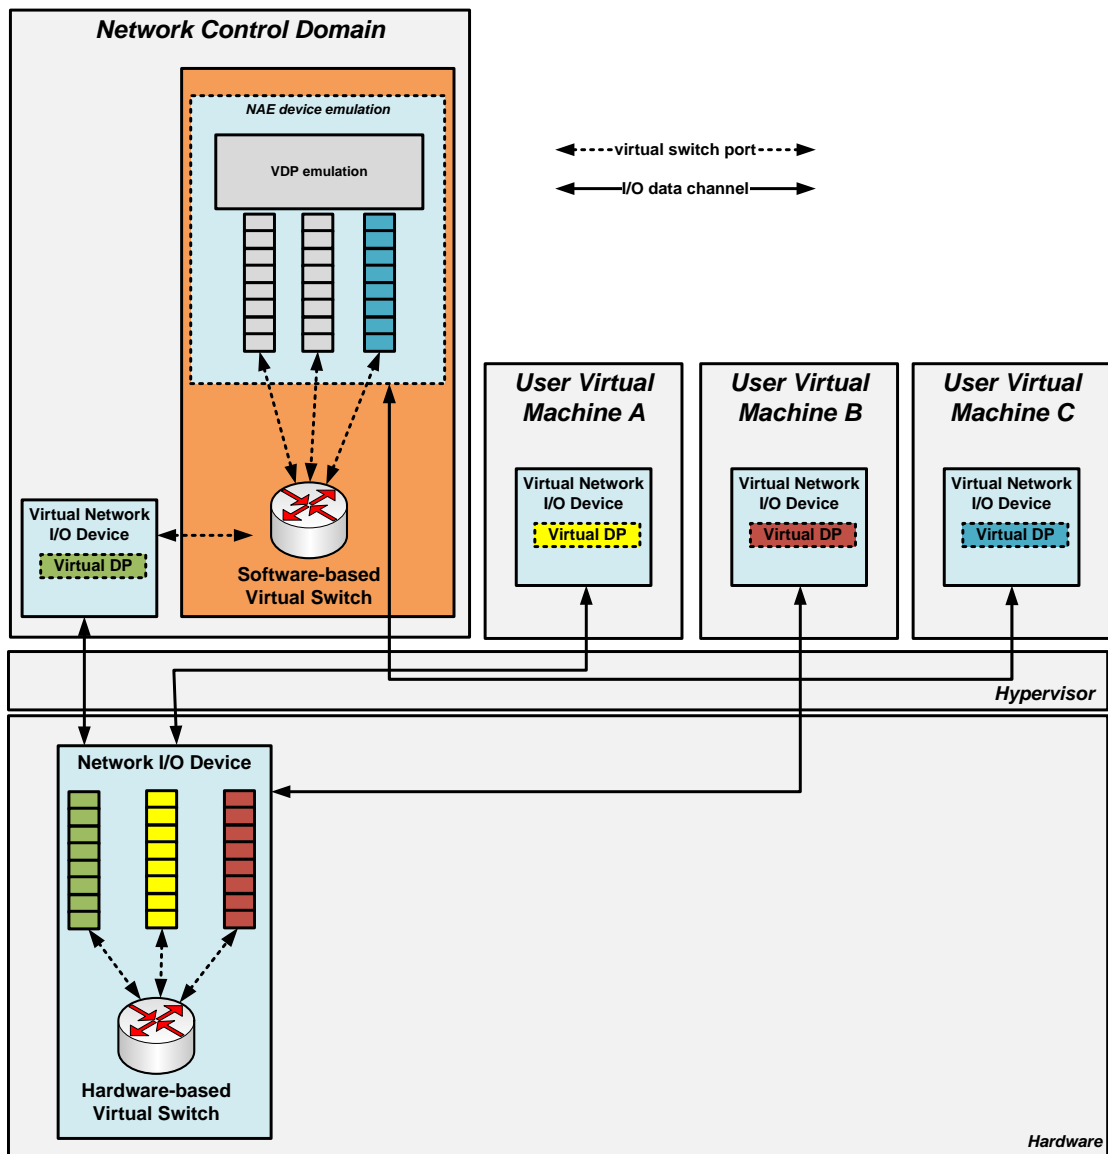 Network Control Domain
NAE device emulation
VDP emulation
virtual switch port
I/O data channel
Software-based
Virtual Switch
Virtual Network
I/O Device
Virtual DP
User Virtual
Machine A
Virtual Network
I/O Device
Virtual DP
User Virtual
Machine B
Virtual Network
I/O Device
Virtual DP
User Virtual
Machine C
Virtual Network
I/O Device
Virtual DP
Hypervisor
Network I/O Device
Hardware-based
Virtual Switch
Hardware